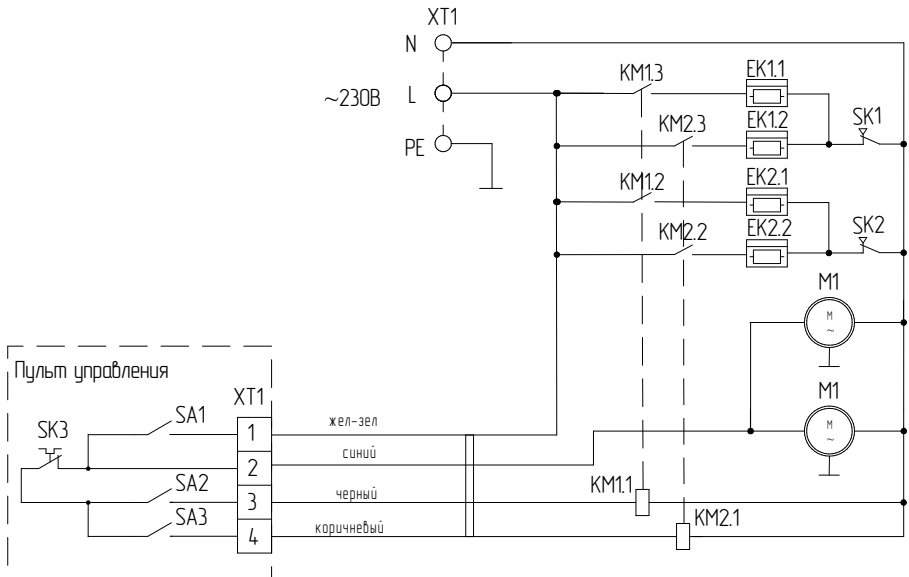 XT1
N
KM1.3
EK1.1
~230В
L
KM2.3
EK1.2
SK1
PE
KM1.2
EK2.1
KM2.2
EK2.2
SK2
M1
M
~
Пульт управления
XT1
M1
SK3
SA1
1
жел-зел
M
~
2
синий
SA2
3
черный
KM1.1
SA3
4
коричневый
KM2.1